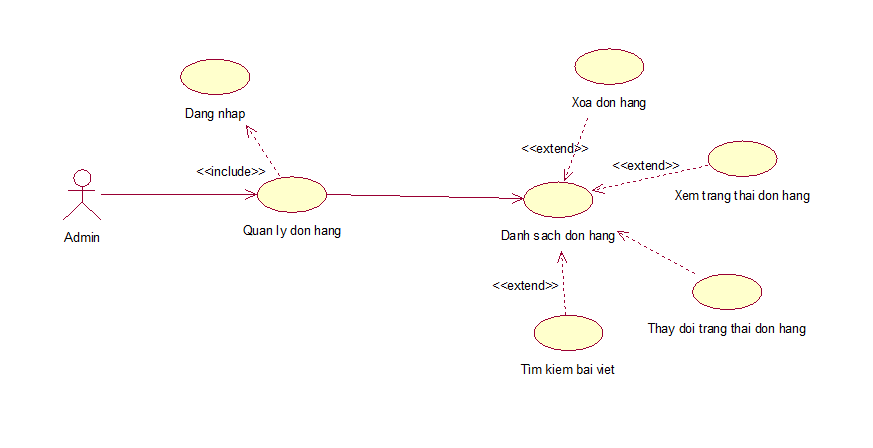 Xoa don hang
Dang nhap
<<extend>>
<<include>>
<<extend>>
Xem trang thai don hang
Admin
Quan ly don hang
Danh sach don hang
<<extend>>
Thay doi trang thai don hang
Tim kiem bai viet